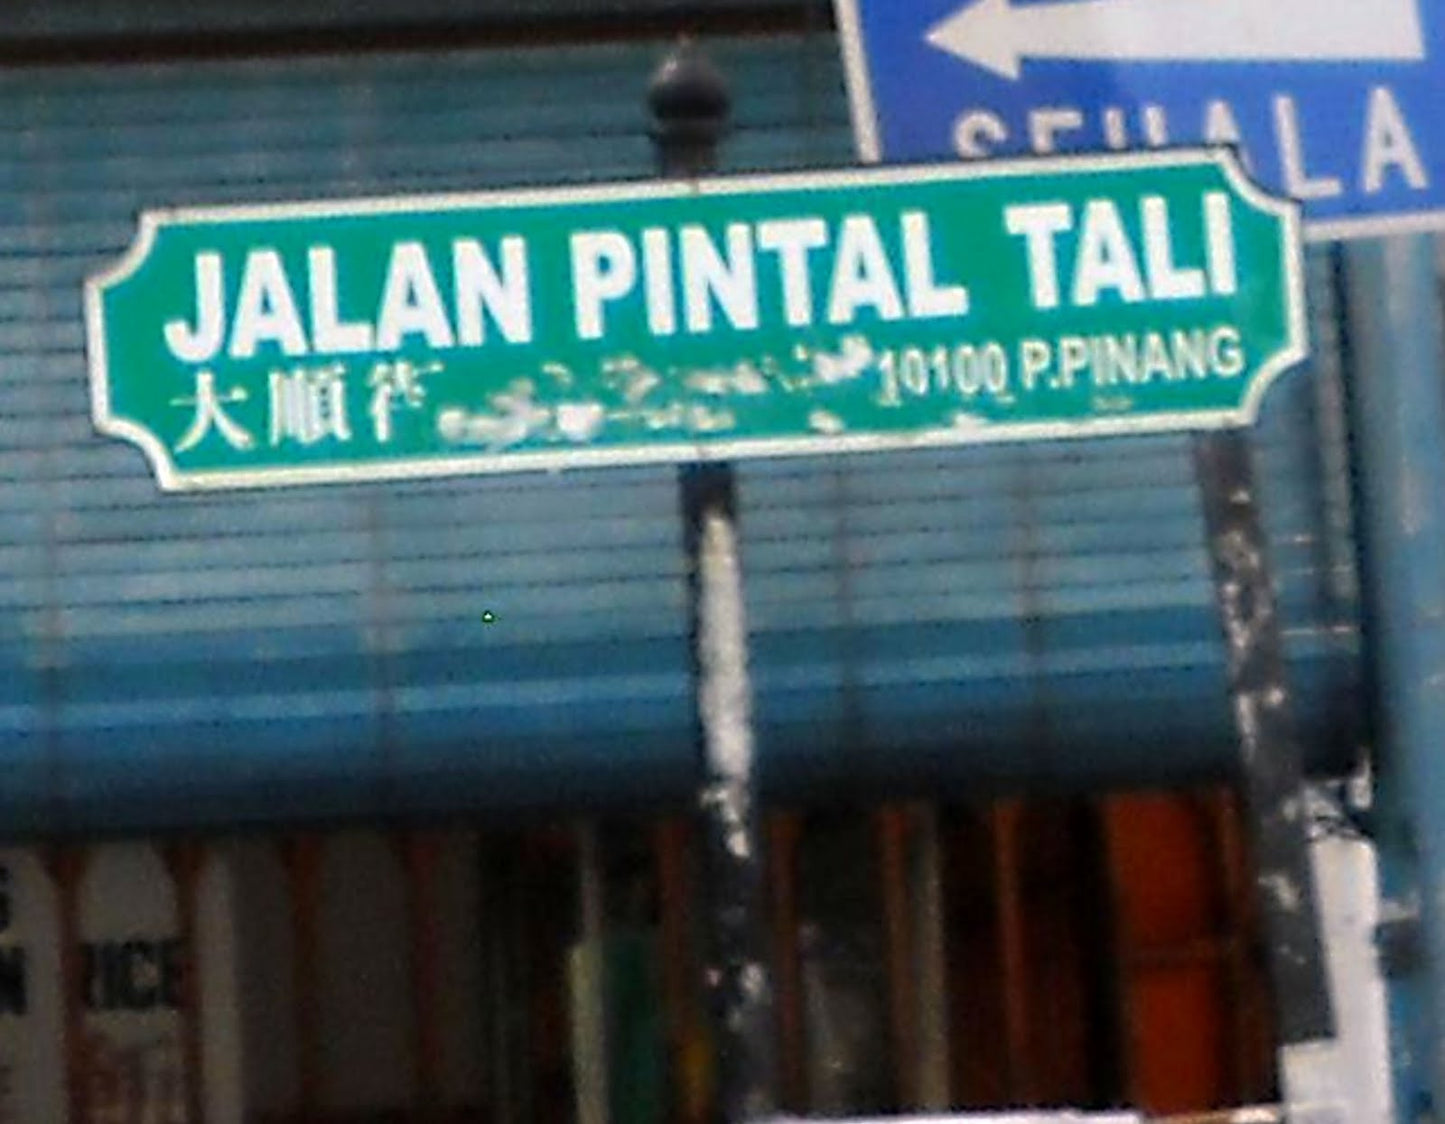 SEHALA
JALAN PINTAL TALI
大順街
10100 P.PINANG